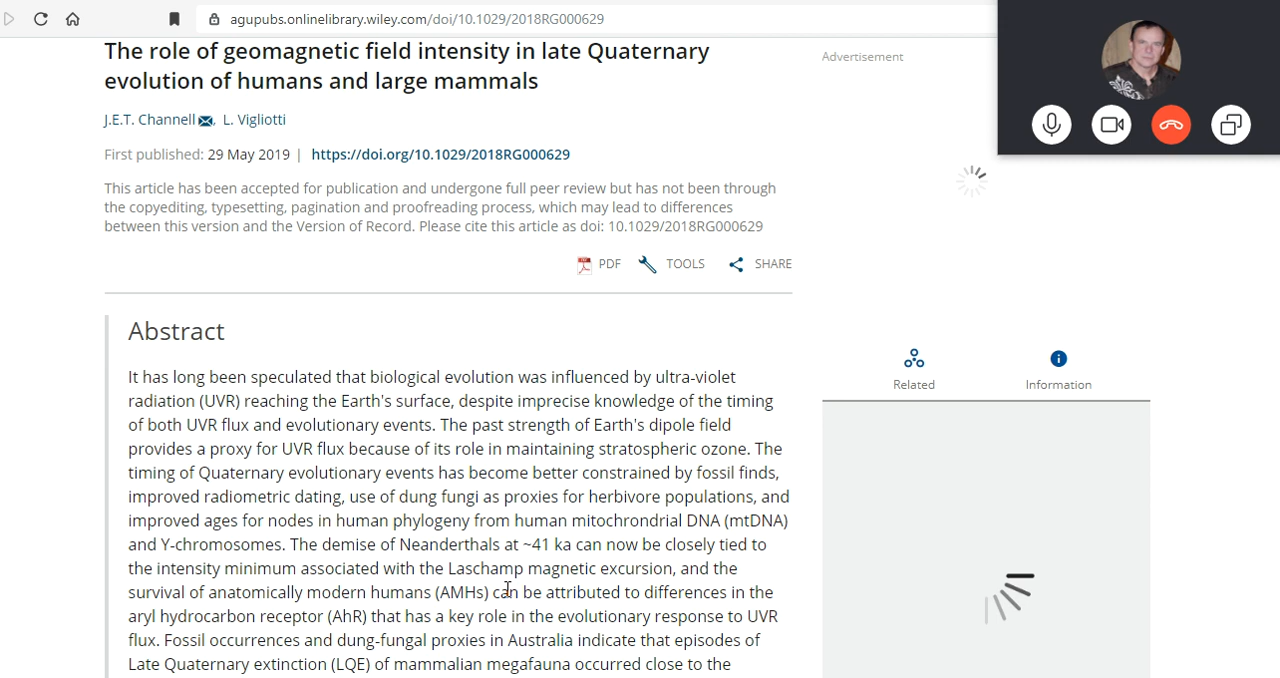 agupubs.onlinelibrary.wiley.com/doi/10.1029/2018RG000629
The role of geomagnetic field intensity in late Quaternary
evolution of humans and large mammals
Advertisement
J.E.T. Channell, L. Vigliotti
First published: 29 May 2019 | https://doi.org/10.1029/2018RG000629
This article has been accepted for publication and undergone full peer review but has not been through
the copyediting, typesetting, pagination and proofreading process, which may lead to differences
between this version and the Version of Record. Please cite this article as doi: 10.1029/2018RG000629
PDF TOOLS SHARE
Abstract
It has long been speculated that biological evolution was influenced by ultra-violet
radiation (UVR) reaching the Earth's surface, despite imprecise knowledge of the timing
of both UVR flux and evolutionary events. The past strength of Earth's dipole field
provides a proxy for UVR flux because of its role in maintaining stratospheric ozone. The
timing of Quaternary evolutionary events has become better constrained by fossil finds,
improved radiometric dating, use of dung fungi as proxies for herbivore populations, and
improved ages for nodes in human phylogeny from human mitochrondrial DNA (mtDNA)
and Y-chromosomes. The demise of Neanderthals at ~41 ka can now be closely tied to
the intensity minimum associated with the Laschamp magnetic excursion, and the
survival of anatomically modern humans (AMHs) can be attributed to differences in the
aryl hydrocarbon receptor (AhR) that has a key role in the evolutionary response to UVR
flux. Fossil occurrences and dung-fungal proxies in Australia indicate that episodes of
Late Quaternary extinction (LQE) of mammalian megafauna occurred close to the
Related
Information